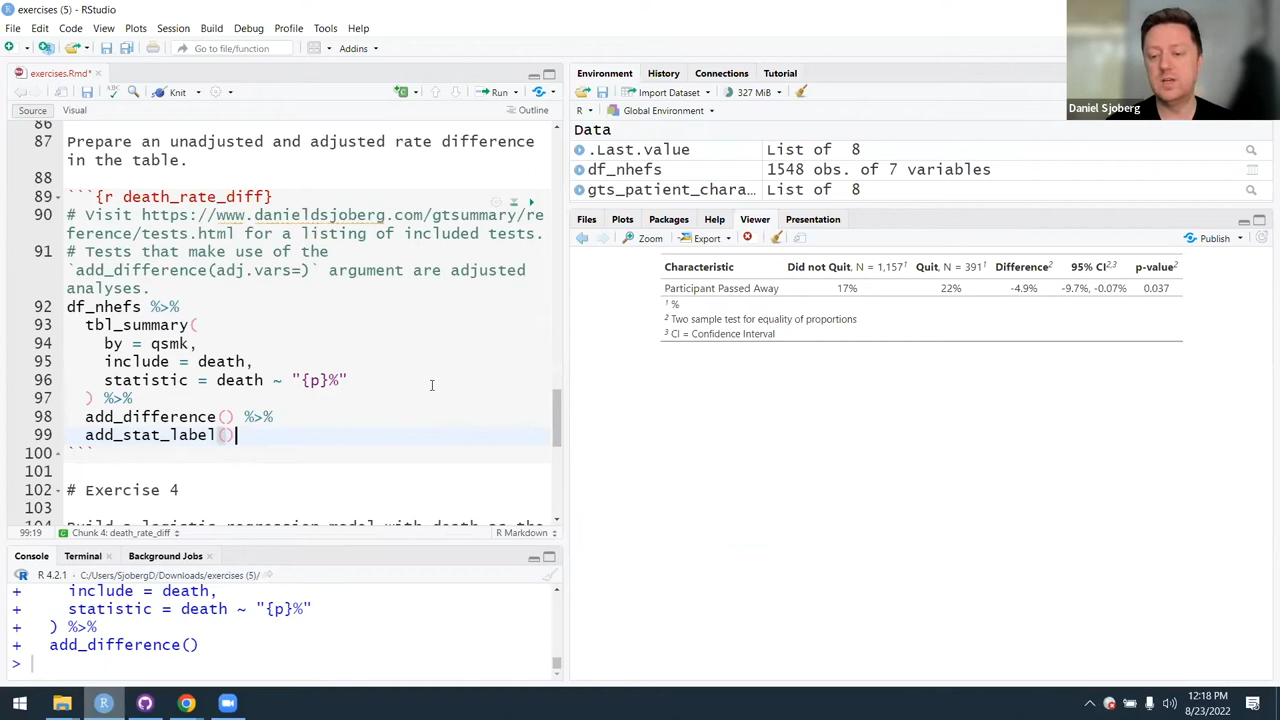 exercises (5) - RStudio
File Edit Code View Plots Session Build Debug Profile Tools Help
Go to file/function Addins
exercises.Rmd*
Knit Run
Source Visual Outline
86
87 Prepare an unadjusted and adjusted rate difference
in the table.
88
89 ```{r death_rate_diff}
90 # Visit https://www.danieldsjoberg.com/gtsummary/re
ference/tests.html for a listing of included tests.
91 # Tests that make use of the
`add_difference(adj.vars=)` argument are adjusted
analyses.
92 df_nhefs %>%
93 tbl_summary(
94 by = qsmk,
95 include = death,
96 statistic = death ~ "{p}%"
97 ) %>%
98 add_difference() %>%
99 add_stat_label()
100 ```
101
102 # Exercise 4
103
104 Build a logistic regression model with death as the
99:19 Chunk 4: death_rate_diff R Markdown
Console Terminal Background Jobs
R 4.2.1 · C:/Users/SjobergD/Downloads/exercises (5)/
+ include = death,
+ statistic = death ~ "{p}%"
+ ) %>%
+ add_difference()
>
Environment History Connections Tutorial
Import Dataset 327 MiB
R Global Environment
Data
.Last.value List of 8
df_nhefs 1548 obs. of 7 variables
gts_patient_chara… List of 8
Files Plots Packages Help Viewer Presentation
Zoom Export Publish
Characteristic Did not Quit, N = 1,157¹ Quit, N = 391¹ Difference² 95% CI²,³ p-value²
Participant Passed Away 17% 22% -4.9% -9.7%, -0.07% 0.037
¹ %
² Two sample test for equality of proportions
³ CI = Confidence Interval
Daniel Sjoberg
12:18 PM
8/23/2022